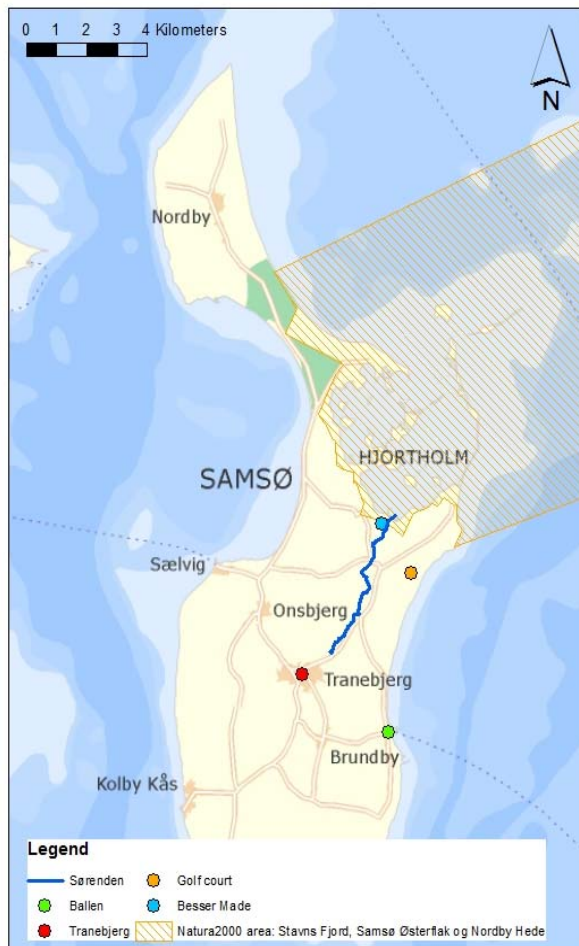 0 1 2 3 4 Kilometers
N
Nordby
HJORTHOLM
SAMSØ
Sælvig
Onsbjerg
Tranebjerg
Brundby
Kolby Kås
Legend
Sørenden
Golf court
Ballen
Besser Made
Tranebjerg
Natura2000 area: Stavns Fjord, Samsø Østerflak og Nordby Hede